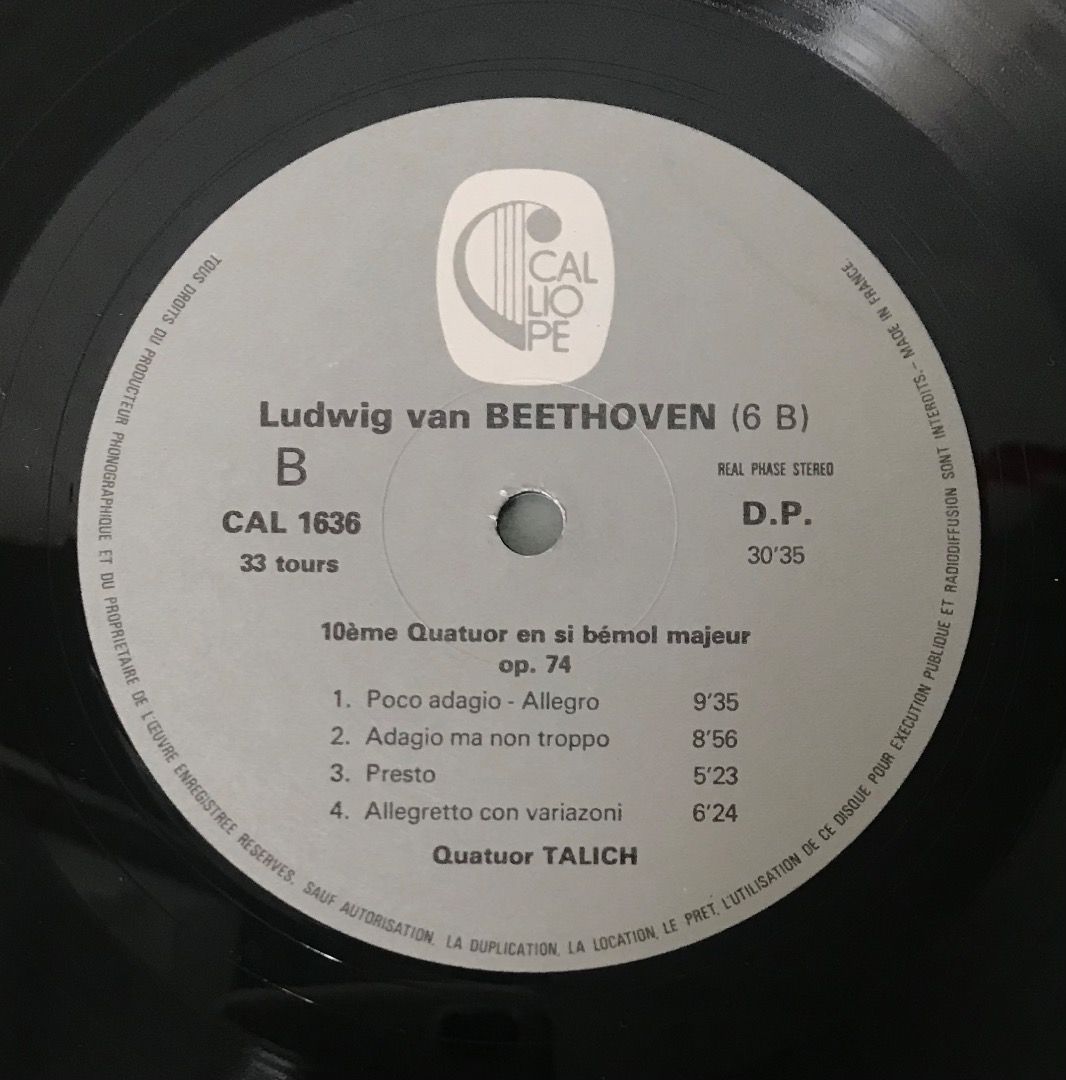 CAL
LIO
PE
Ludwig van BEETHOVEN (6 B)
B
REAL PHASE STEREO
CAL 1636
D.P.
33 tours
30'35
10ème Quatuor en si bémol majeur
op. 74
1. Poco adagio - Allegro 9'35
2. Adagio ma non troppo 8'56
3. Presto 5'23
4. Allegretto con variazoni 6'24
Quatuor TALICH
TOUS DROITS DU PRODUCTEUR PHONOGRAPHIQUE ET DU PROPRIETAIRE DE L'ŒUVRE ENREGISTREE RESERVES. SAUF AUTORISATION, LA DUPLICATION, LA LOCATION, LE PRET, L'UTILISATION DE CE DISQUE POUR EXECUTION PUBLIQUE ET RADIODIFFUSION SONT INTERDITS. - MADE IN FRANCE.